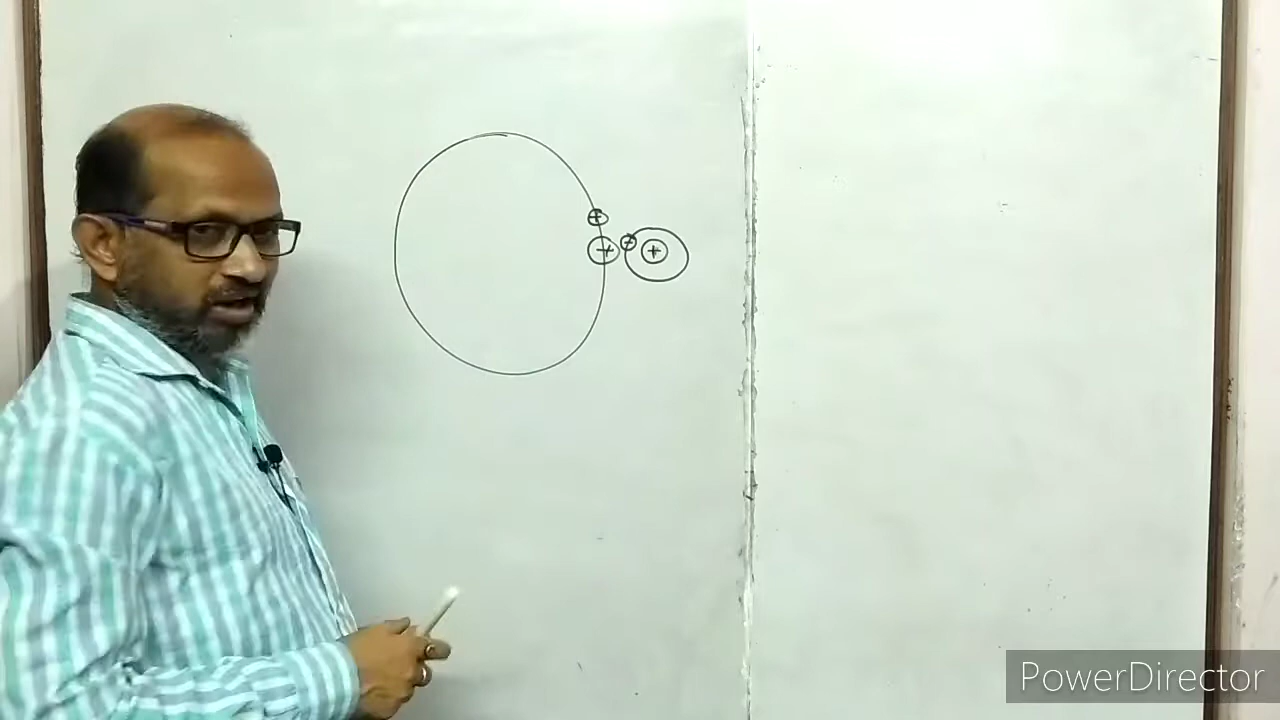 +
+ + +
PowerDirector